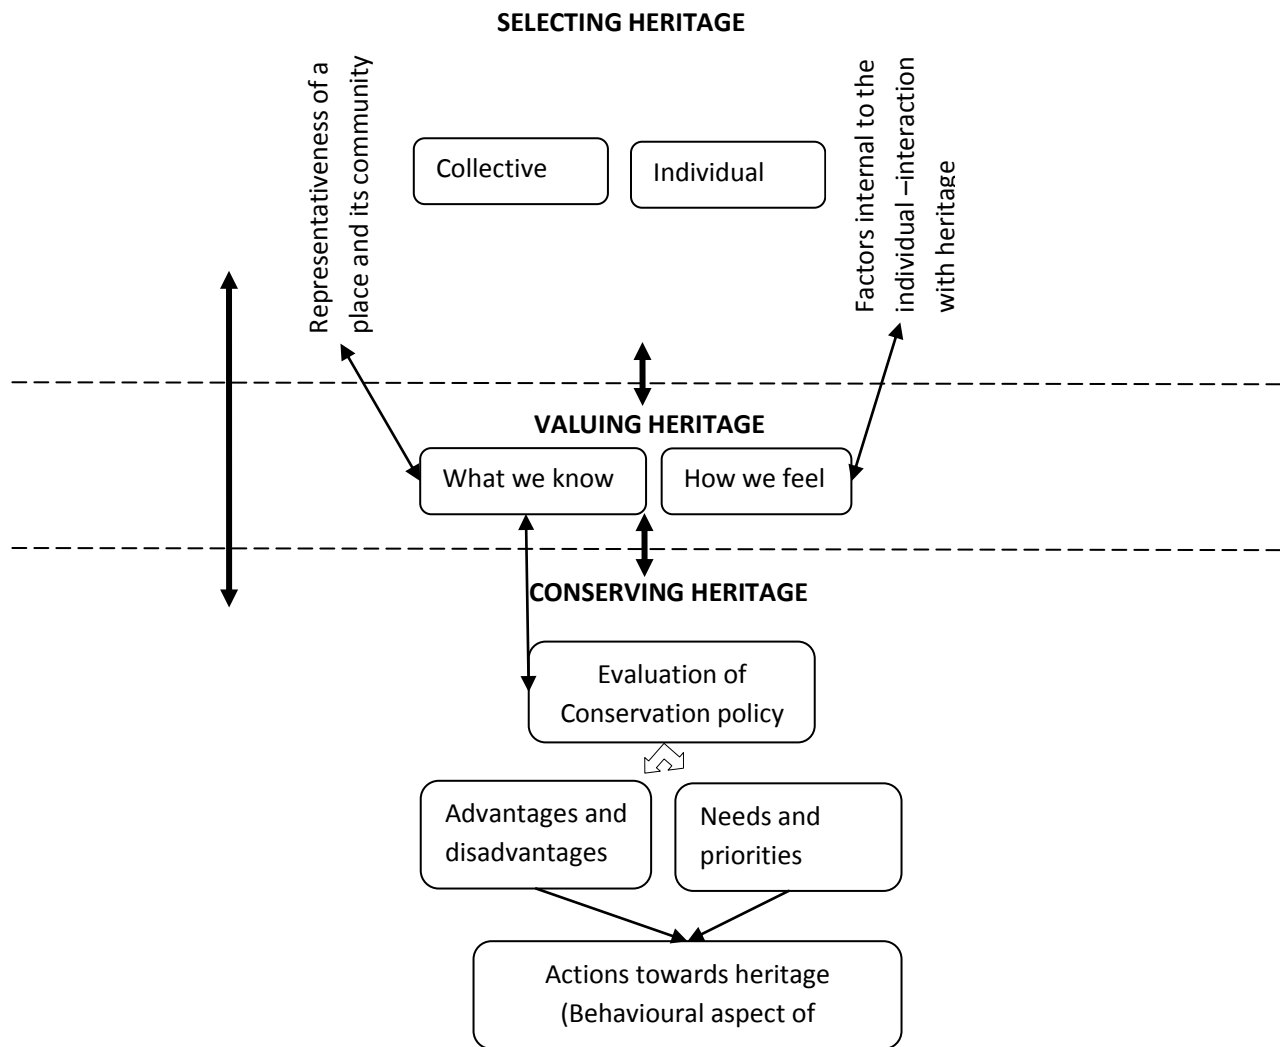 SELECTING HERITAGE
Representativeness of a
place and its community
Collective
Individual
Factors internal to the
individual –interaction
with heritage
VALUING HERITAGE
What we know
How we feel
CONSERVING HERITAGE
Evaluation of
Conservation policy
Advantages and
disadvantages
Needs and
priorities
Actions towards heritage
(Behavioural aspect of